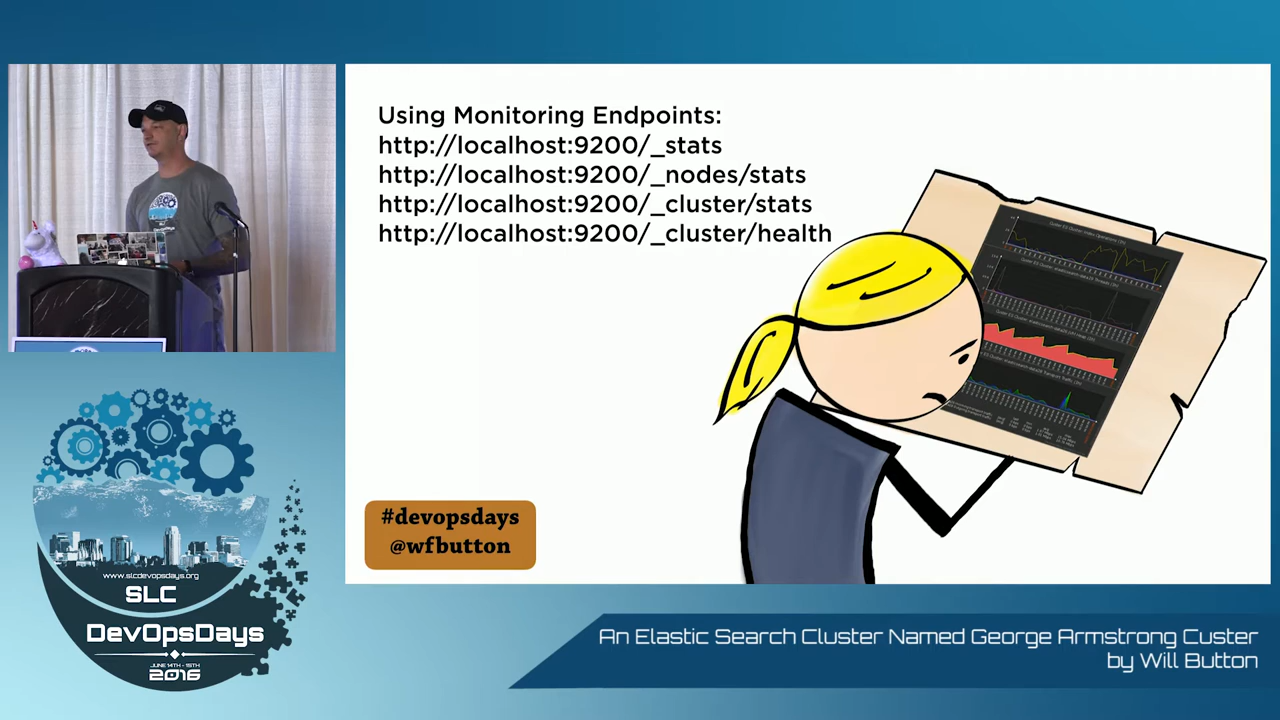 Using Monitoring Endpoints:
http://localhost:9200/_stats
http://localhost:9200/_nodes/stats
http://localhost:9200/_cluster/stats
http://localhost:9200/_cluster/health
#devopsdays
@wfbutton
www.slcdevopsdays.org
SLC
DevOpsDays
JUNE 14TH - 15TH
2016
An Elastic Search Cluster Named George Armstrong Custer
by Will Button